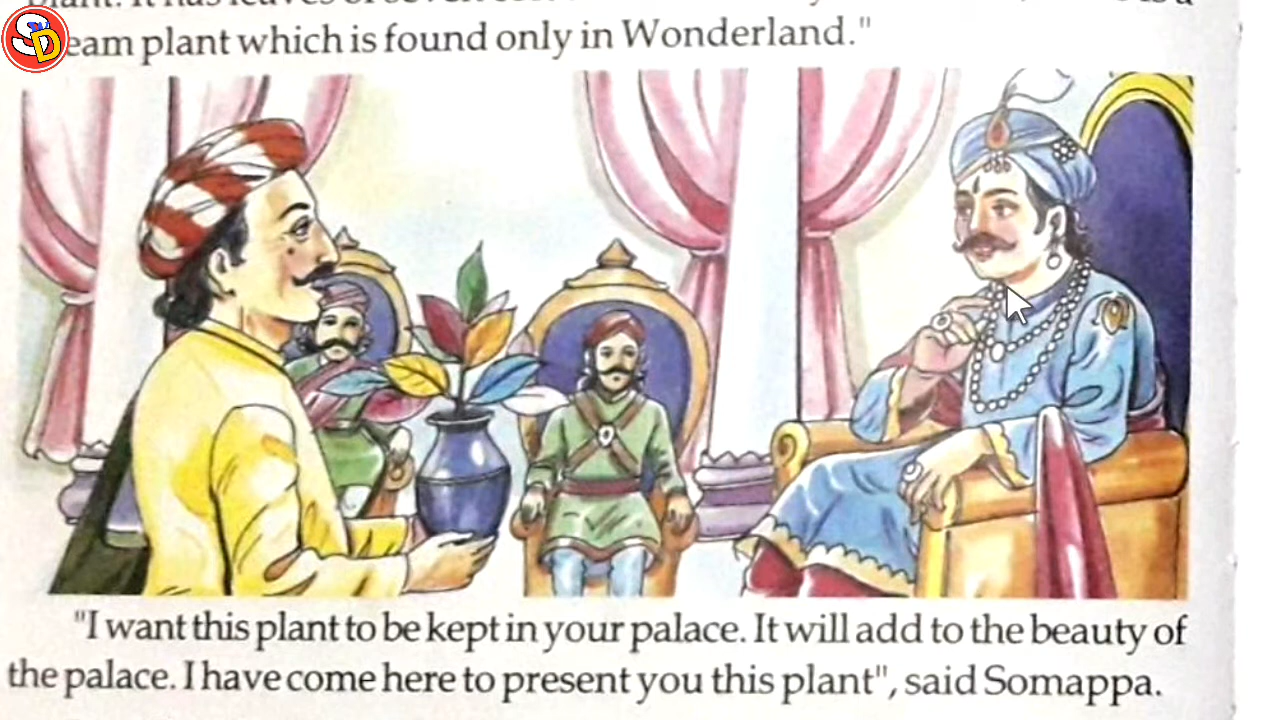 SD
eam plant which is found only in Wonderland."
"I want this plant to be kept in your palace. It will add to the beauty of
the palace. I have come here to present you this plant", said Somappa.